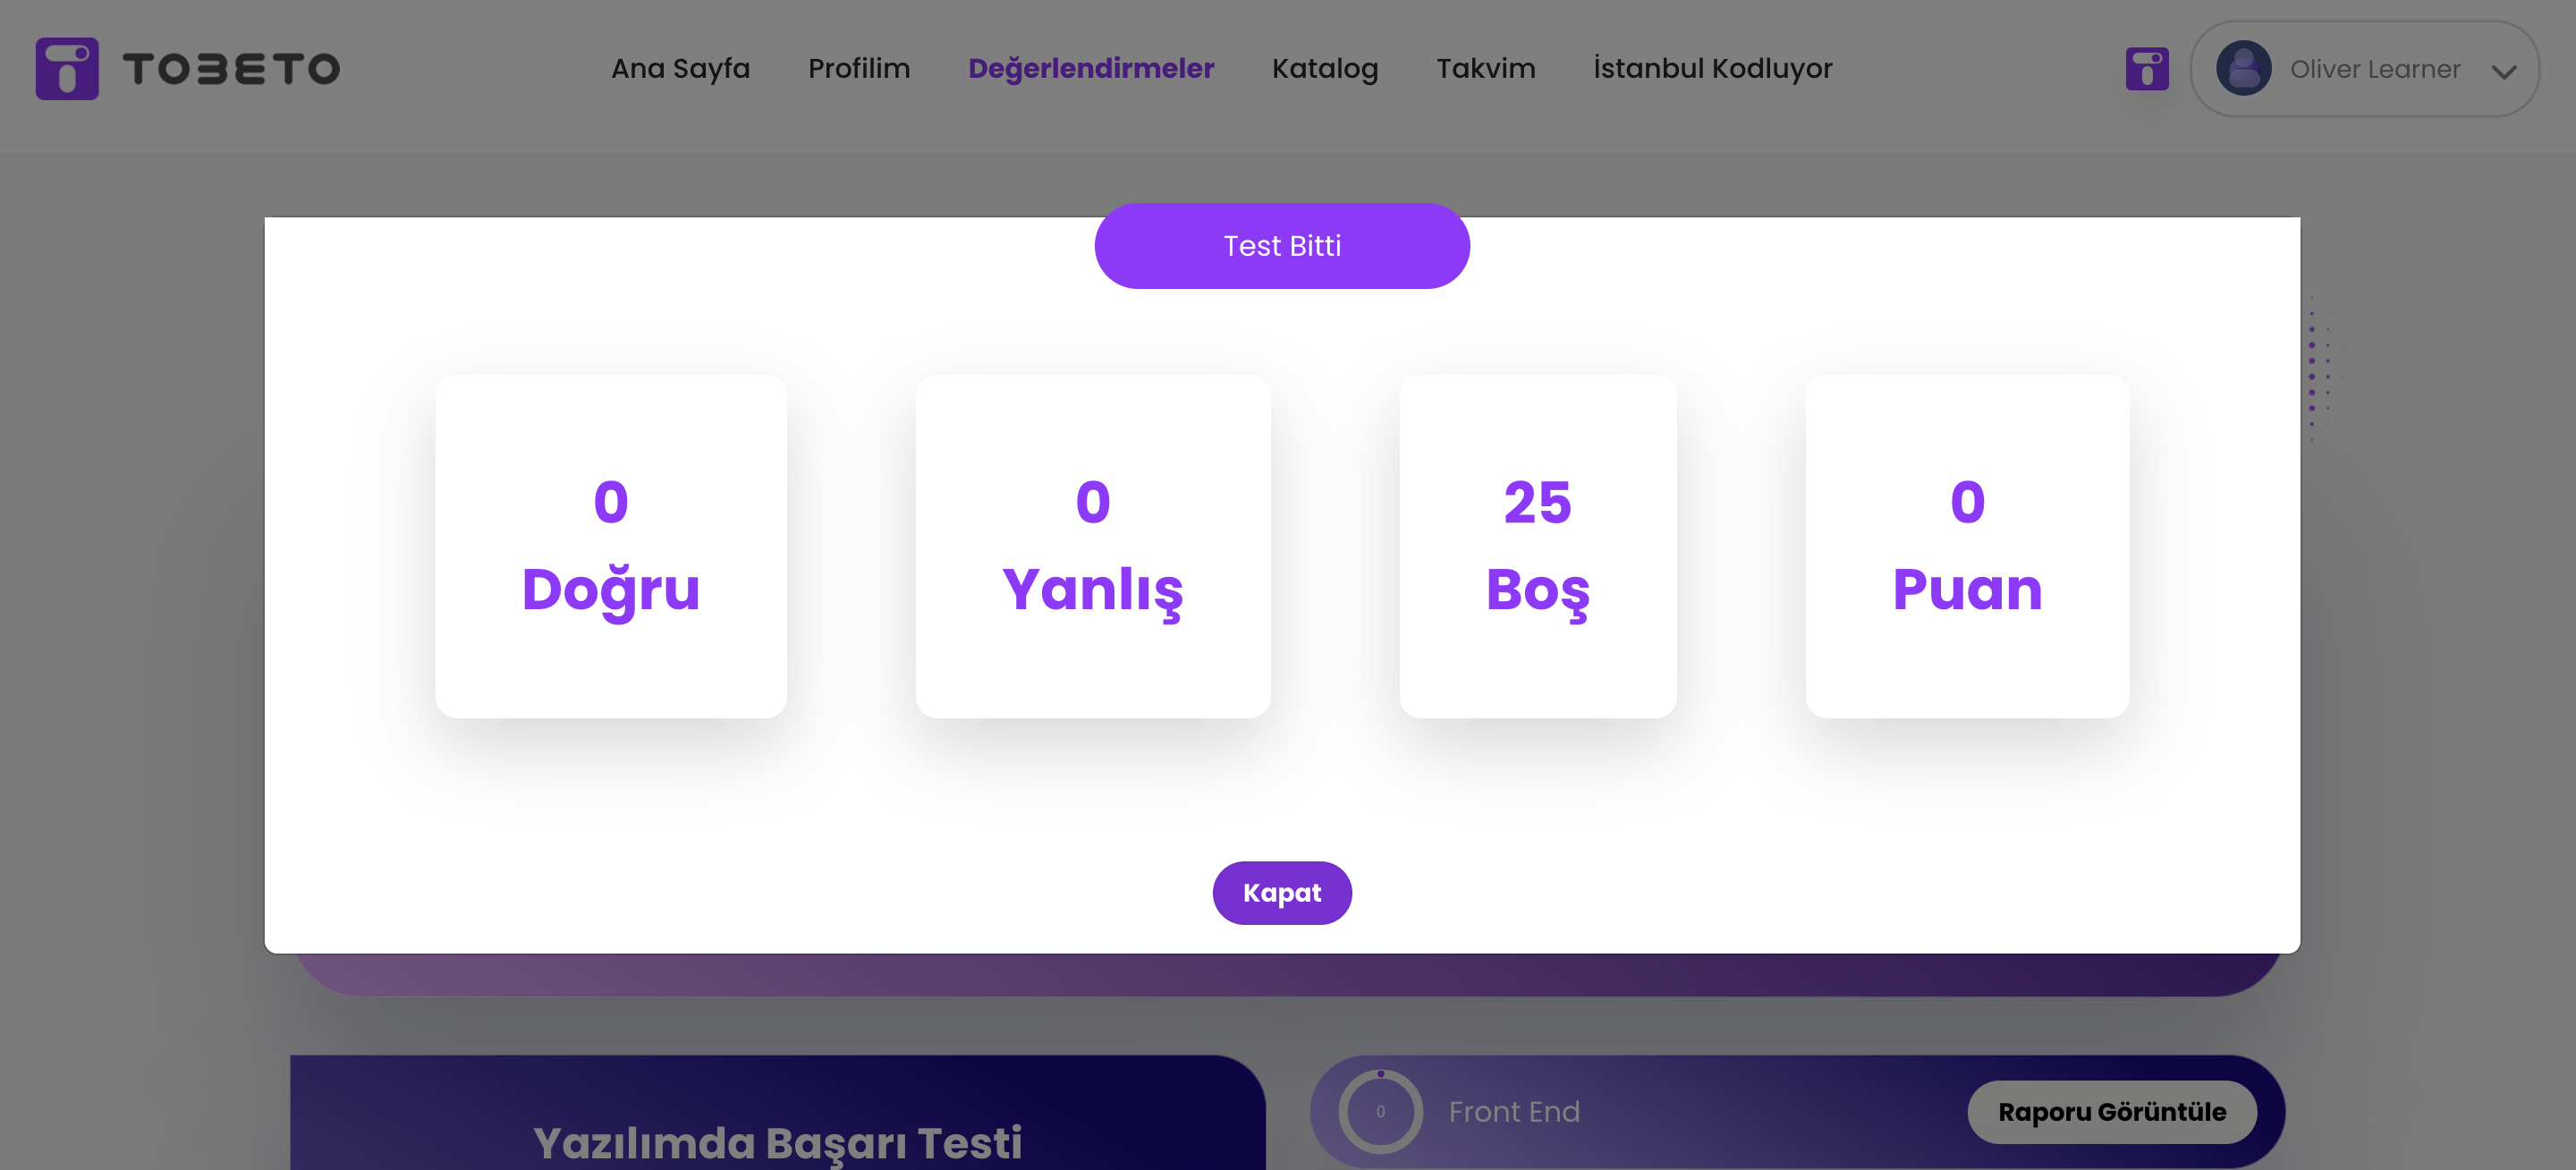 TOBETO
Ana Sayfa
Profilim
Değerlendirmeler
Katalog
Takvim
İstanbul Kodluyor
Oliver Learner
Test Bitti
0
Doğru
0
Yanlış
25
Boş
0
Puan
Kapat
Yazılımda Başarı Testi
0
Front End
Raporu Görüntüle